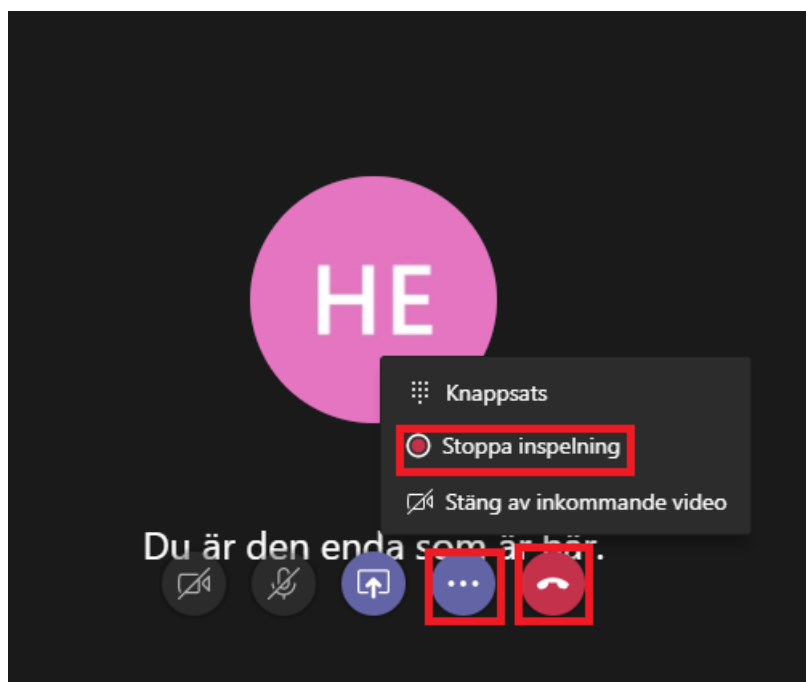 HE
Knappsats
Stoppa inspelning
Stäng av inkommande video
Du är den enda som är här.